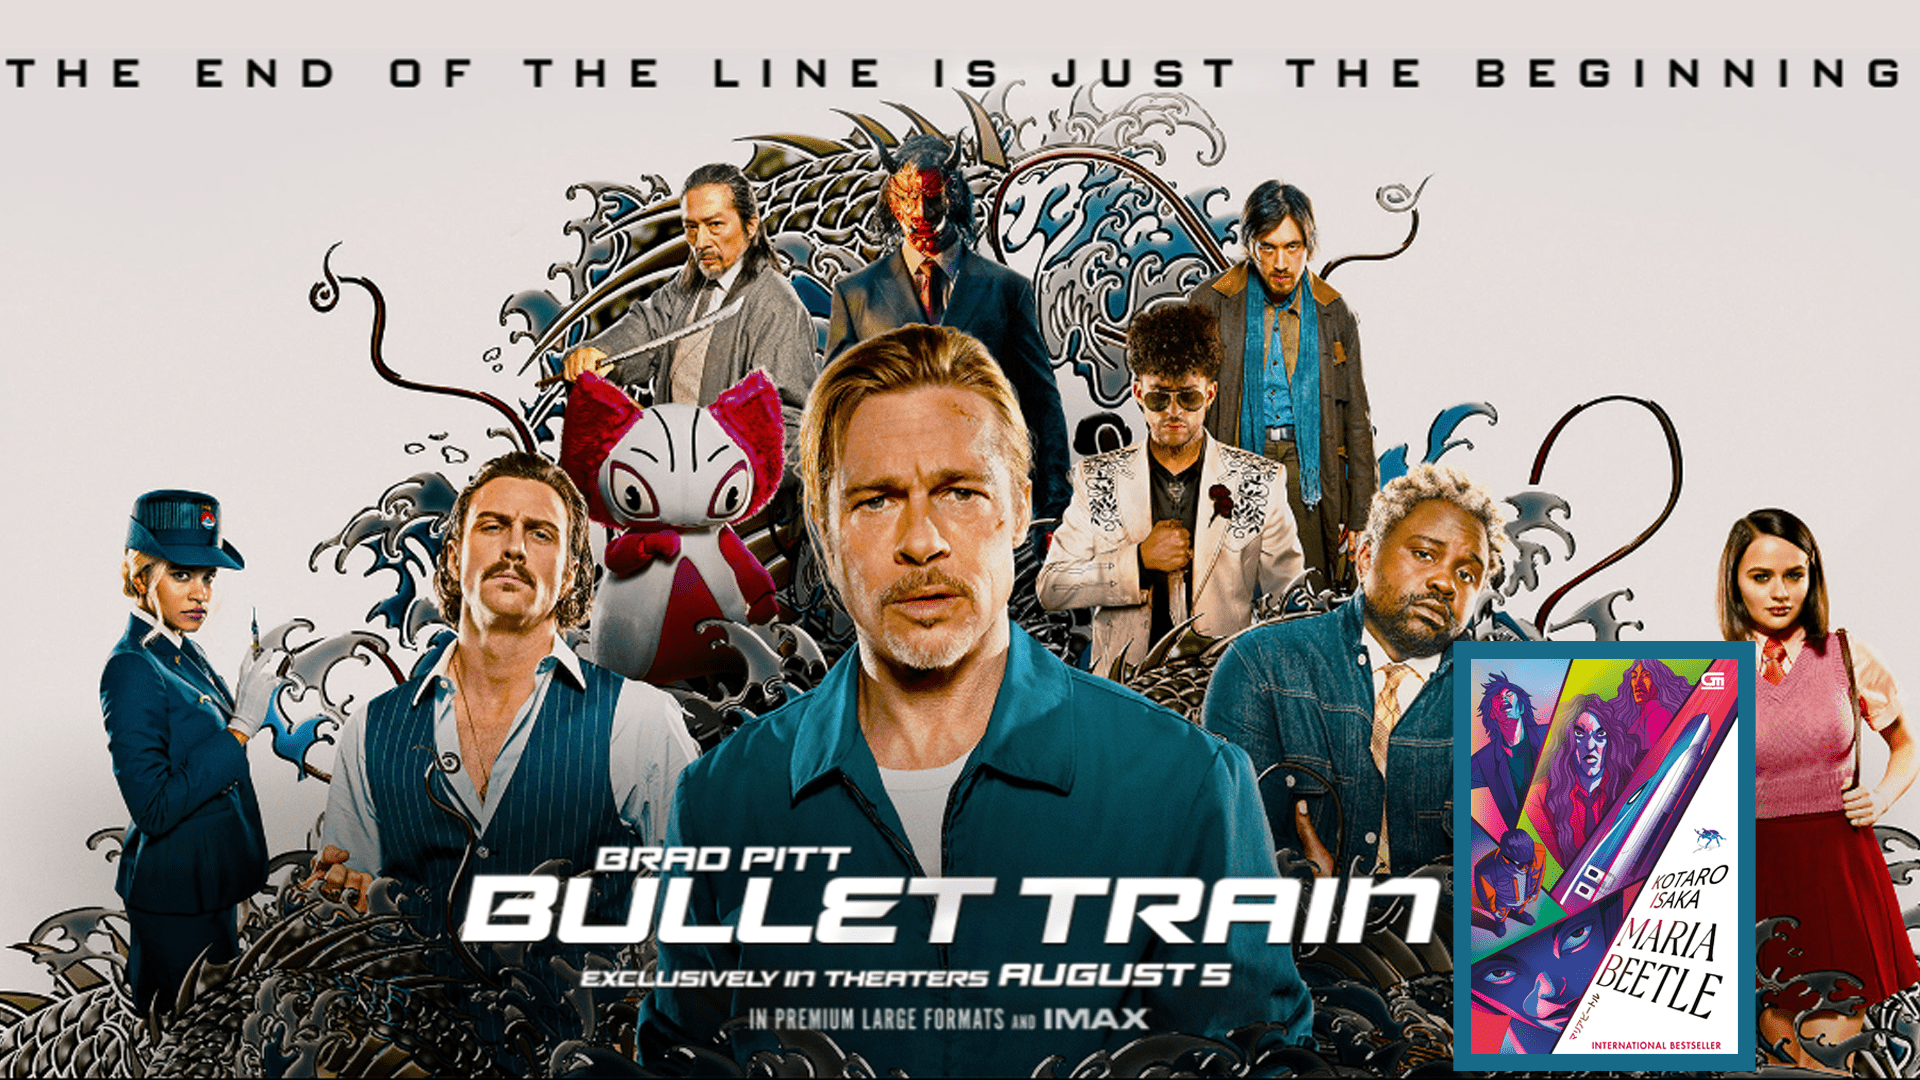 THE END OF THE LINE IS JUST THE BEGINNING
BRAD PITT
BULLET TRAIN
EXCLUSIVELY IN THEATERS AUGUST 5
IN PREMIUM LARGE FORMATS AND IMAX
GM
KOTARO
ISAKA
MARIA
BEETLE
マリアビートル
INTERNATIONAL BESTSELLER